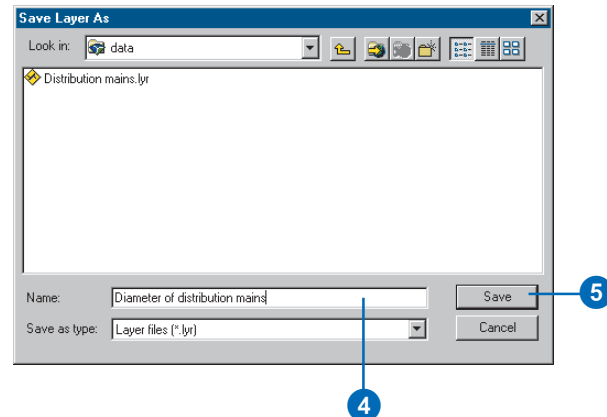 Save Layer As
Look in: data
Distribution mains.lyr
Name: Diameter of distribution mains Save 5
Save as type: Layer files (*.lyr) Cancel
4